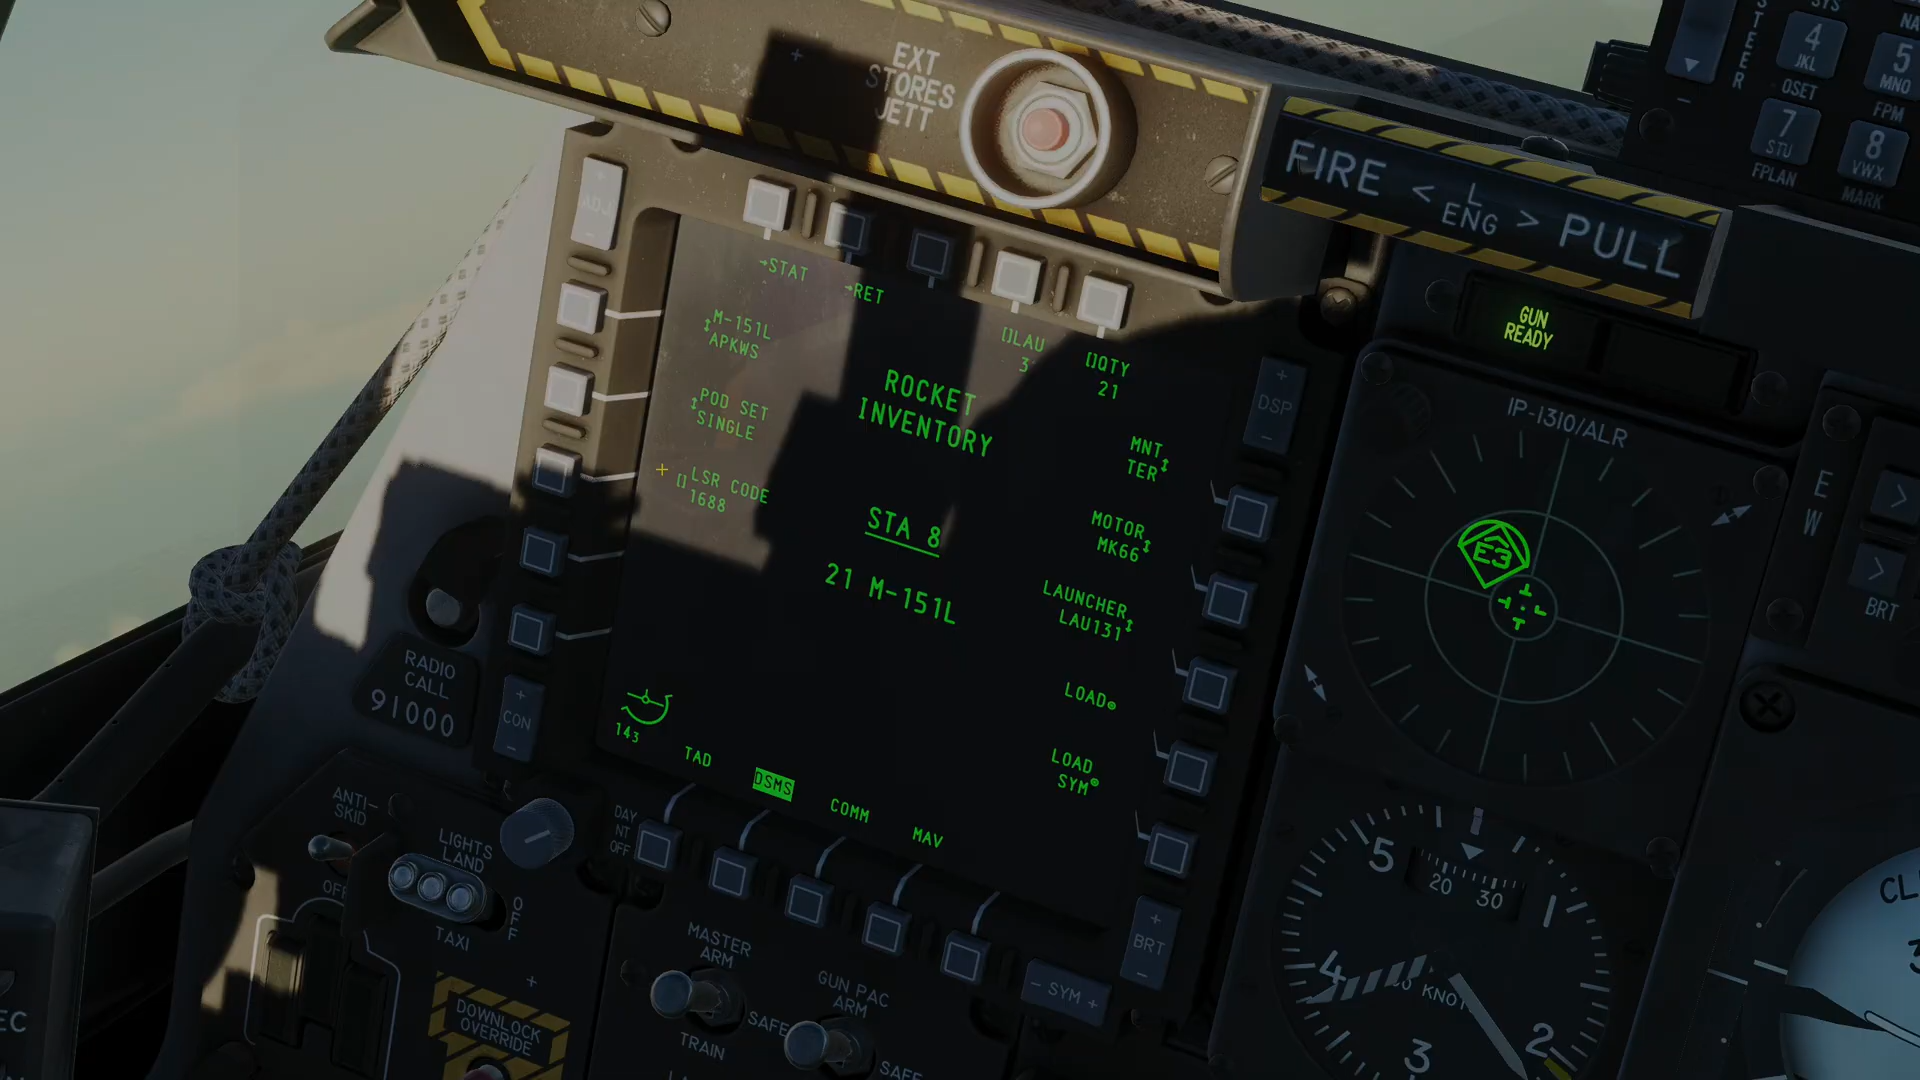 EXT
STORES
JETT
FIRE < L ENG > PULL
ADJ
→STAT
→RET
M-151L
APKWS
[]LAU
3
[]QTY
21
POD SET
SINGLE
ROCKET
INVENTORY
LSR CODE
[]1688
STA 8
21 M-151L
MNT
TER
MOTOR
MK66
LAUNCHER
LAU131
LOAD
LOAD
SYM
143
TAD
DSMS
COMM
MAV
+
DSP
-
+
CON
-
+
BRT
-
- SYM +
DAY
NT
OFF
RADIO
CALL
91000
ANTI-
SKID
LIGHTS
LAND
OFF
TAXI
DOWNLOCK
OVERRIDE
MASTER
ARM
SAFE
TRAIN
GUN PAC
ARM
SAFE
GUN
READY
IP-1310/ALR
E3
E
W
BRT
4
JKL
5
MNO
OSET
FPM
7
STU
8
VWX
FPLAN
MARK
5
20
30
1
4
KNOT
2
3
CL
EC